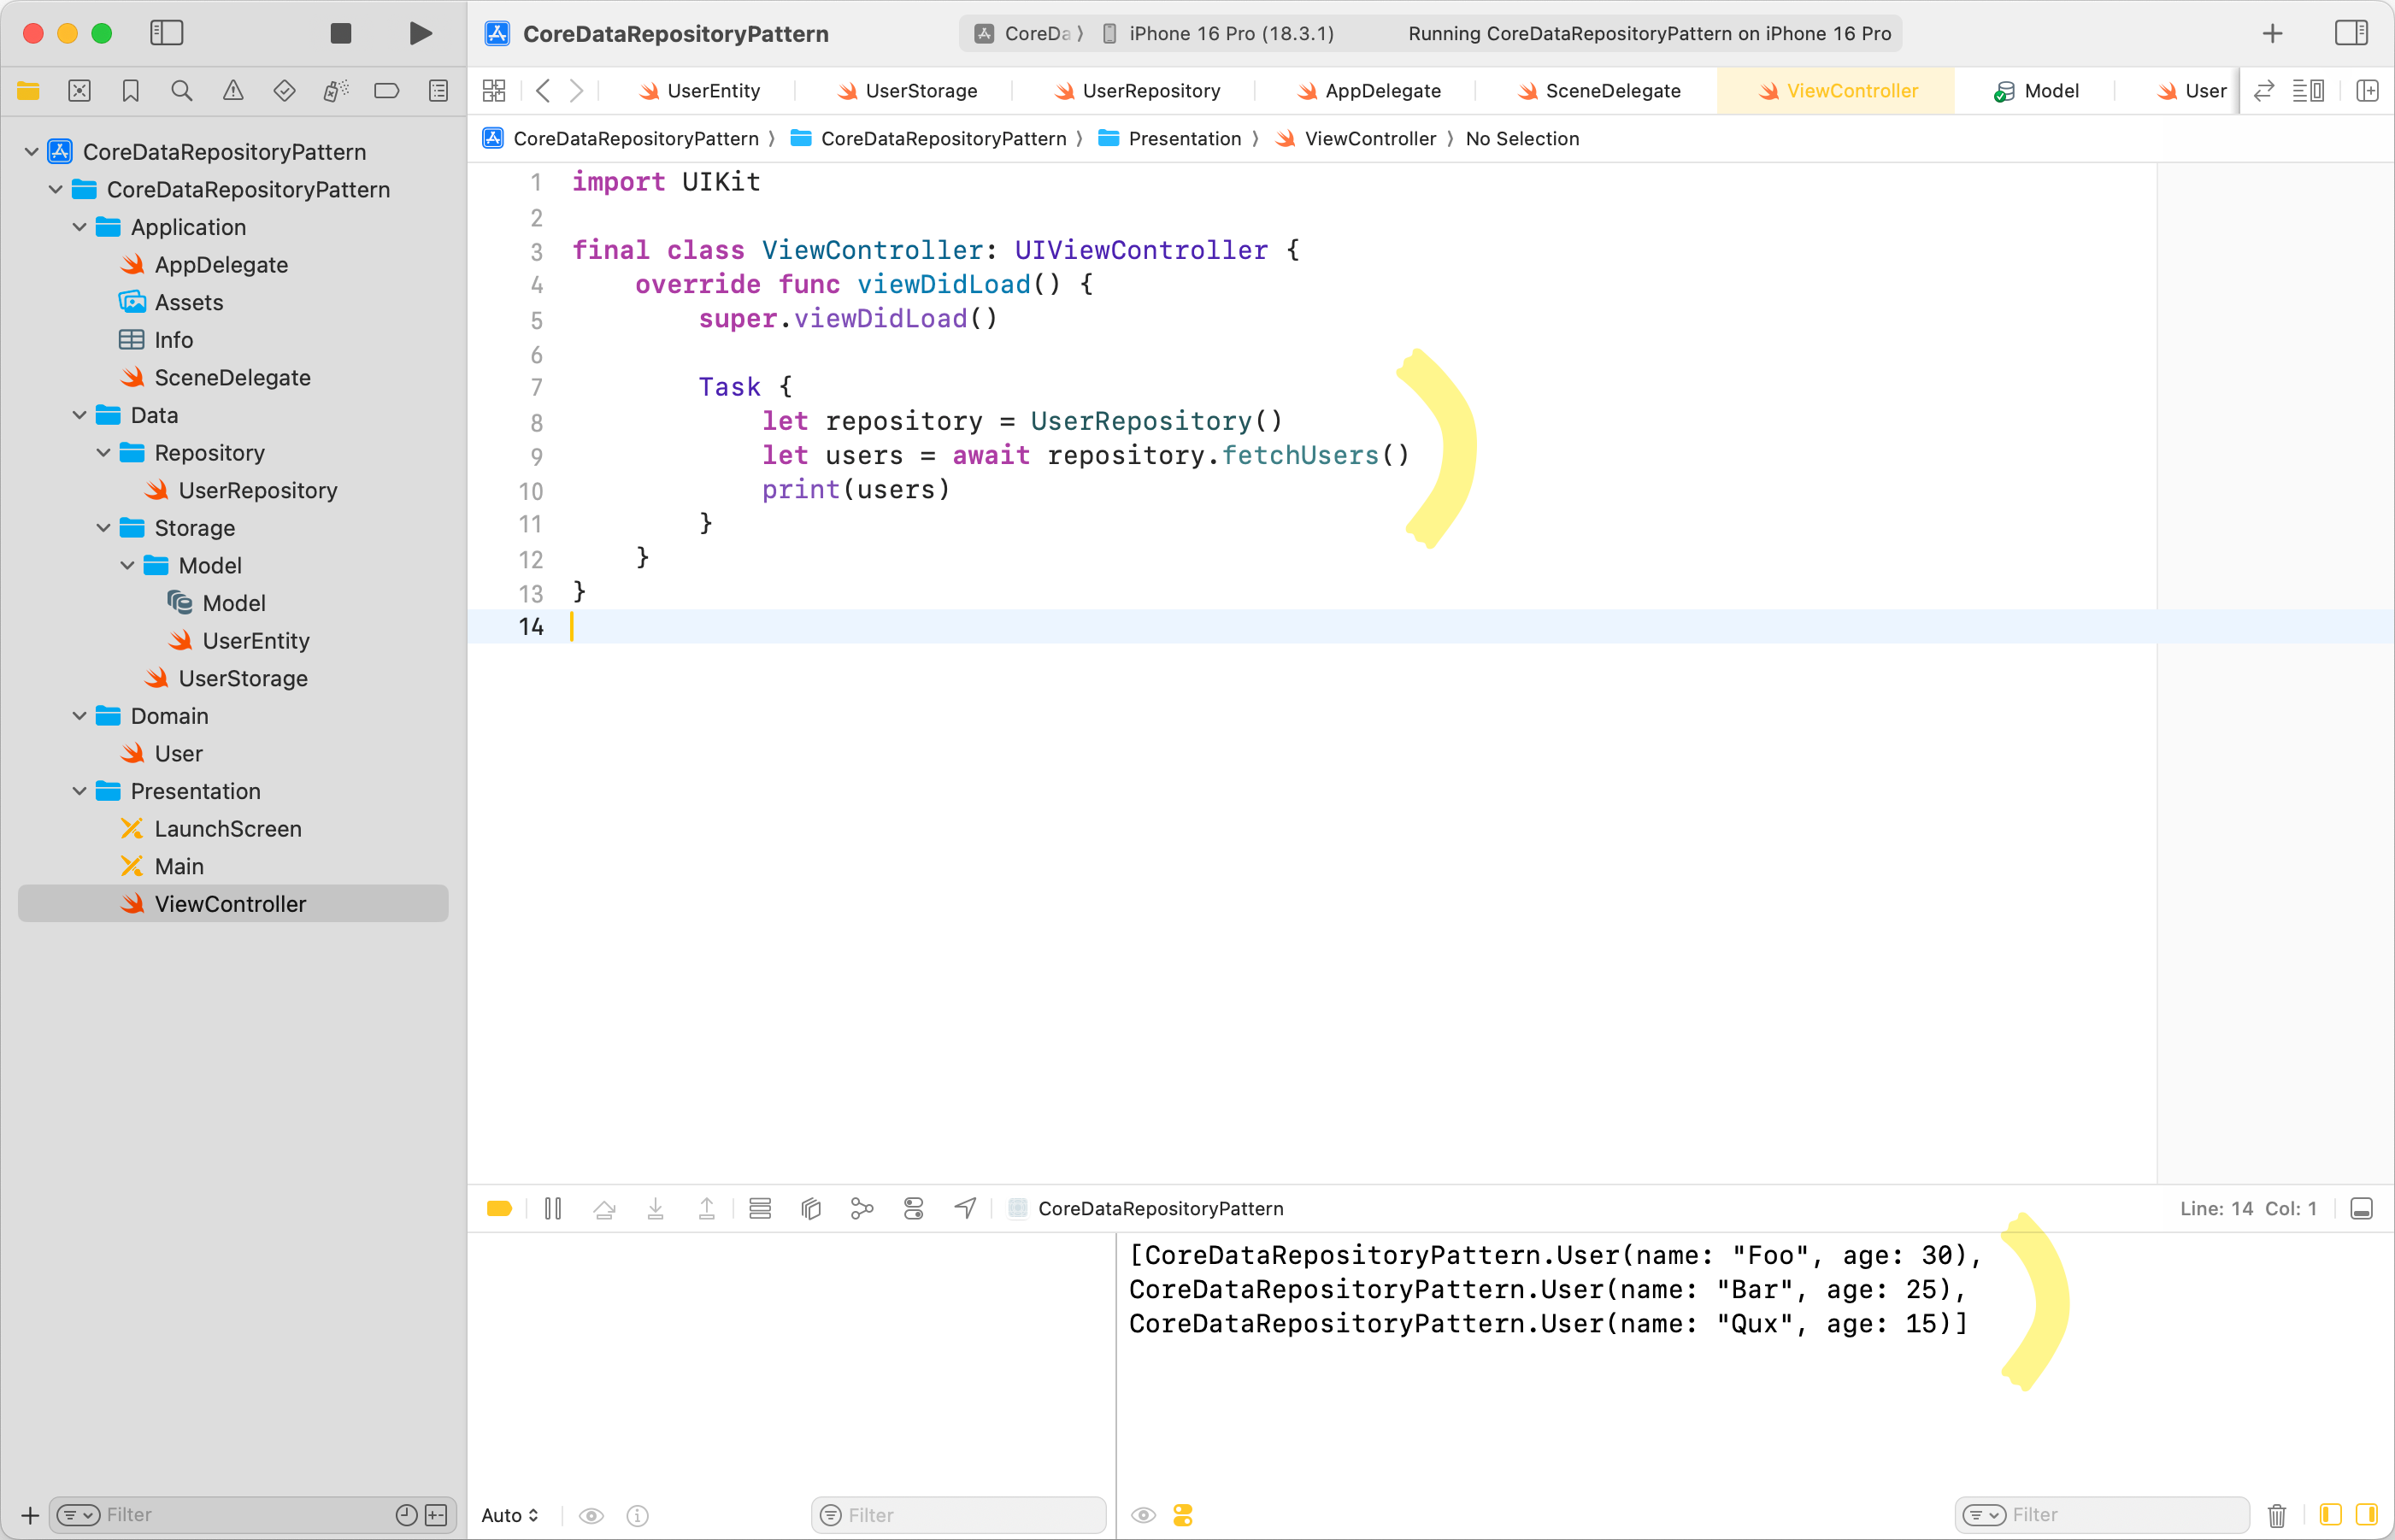 CoreDataRepositoryPattern
CoreDa
iPhone 16 Pro (18.3.1)
Running CoreDataRepositoryPattern on iPhone 16 Pro
UserEntity
UserStorage
UserRepository
AppDelegate
SceneDelegate
ViewController
Model
User
CoreDataRepositoryPattern 〉 CoreDataRepositoryPattern 〉 Presentation 〉 ViewController 〉 No Selection
CoreDataRepositoryPattern
CoreDataRepositoryPattern
Application
AppDelegate
Assets
Info
SceneDelegate
Data
Repository
UserRepository
Storage
Model
Model
UserEntity
UserStorage
Domain
User
Presentation
LaunchScreen
Main
ViewController
Filter
1 import UIKit
2
3 final class ViewController: UIViewController {
4     override func viewDidLoad() {
5         super.viewDidLoad()
6
7         Task {
8             let repository = UserRepository()
9             let users = await repository.fetchUsers()
10             print(users)
11         }
12     }
13 }
14
CoreDataRepositoryPattern
Line: 14 Col: 1
[CoreDataRepositoryPattern.User(name: "Foo", age: 30),
CoreDataRepositoryPattern.User(name: "Bar", age: 25),
CoreDataRepositoryPattern.User(name: "Qux", age: 15)]
Auto
Filter
Filter